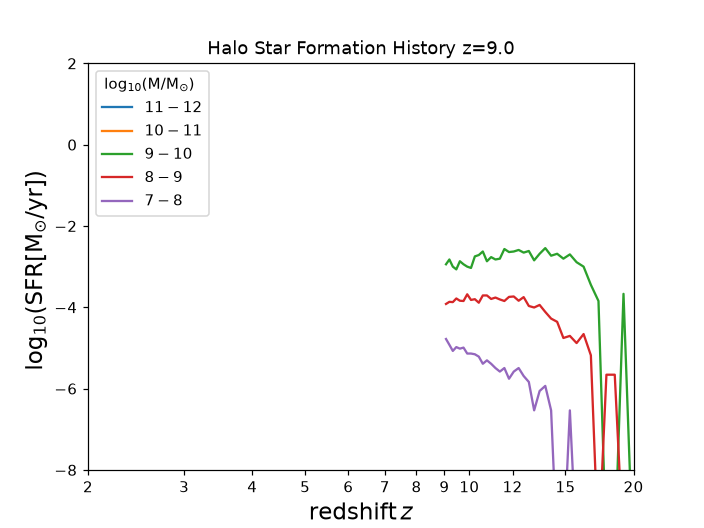 Halo Star Formation History z=9.0
log₁₀(SFR[M☉/yr])
2
0
−2
−4
−6
−8
log₁₀(M/M☉)
11 − 12
10 − 11
9 − 10
8 − 9
7 − 8
2 3 4 5 6 7 8 9 10 12 15 20
redshift z